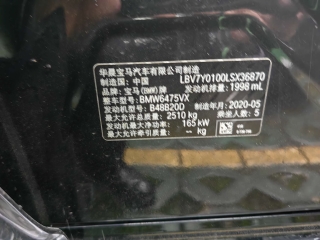 华晨宝马汽车有限公司制造
制造国: 中国 LBV7Y0100LSX36870
品牌: 宝马(BMW)牌 发动机排量: 1998 mL
整车型号: BMW6475VX
发动机型号: B48B20D 制造年月: 2020-05
最大允许总质量: 2510 kg 乘坐人数: 5
发动机最大净功率: 165 kW
最大允许牵引质量: --/-- kg